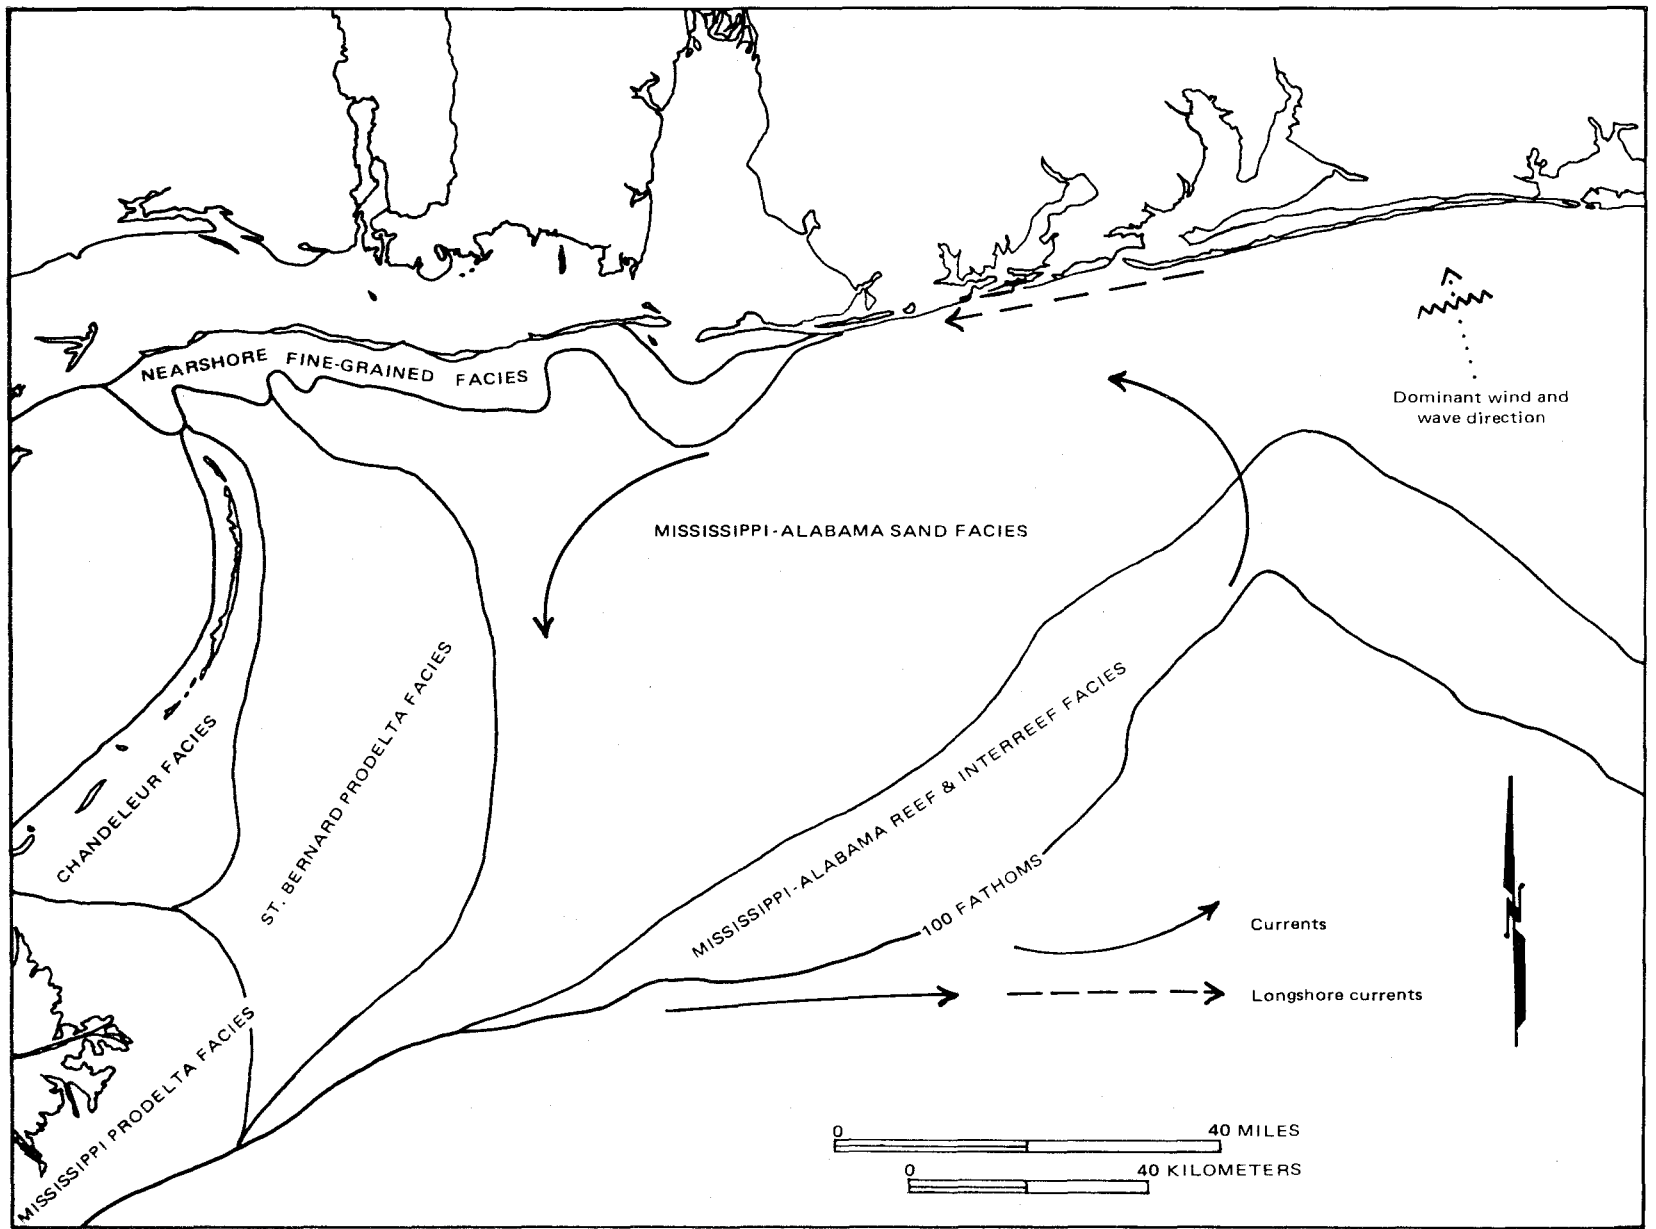 NEARSHORE FINE-GRAINED FACIES
Dominant wind and
wave direction
MISSISSIPPI-ALABAMA SAND FACIES
ST. BERNARD PRODELTA FACIES
CHANDELEUR FACIES
MISSISSIPPI-ALABAMA REEF & INTERREEF FACIES
100 FATHOMS
Currents
Longshore currents
N
MISSISSIPPI PRODELTA FACIES
0 40 MILES
0 40 KILOMETERS